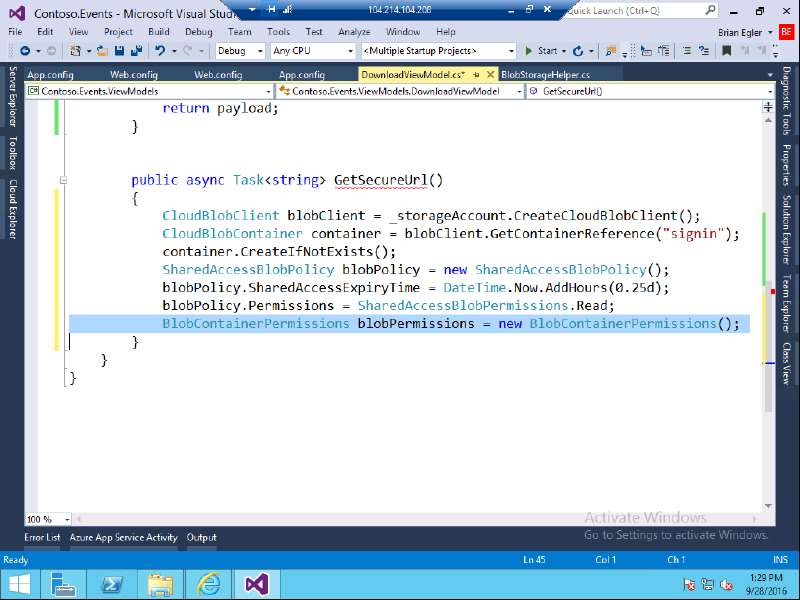 Contoso.Events - Microsoft Visual Studio
104.214.104.208
Quick Launch (Ctrl+Q)
File Edit View Project Build Debug Team Tools Test Analyze Window Help
Brian Egler BE
Debug Any CPU <Multiple Startup Projects> Start
App.config Web.config Web.config App.config DownloadViewModel.cs* BlobStorageHelper.cs
Contoso.Events.ViewModels Contoso.Events.ViewModels.DownloadViewModel GetSecureUrl()
Server Explorer
Toolbox
Cloud Explorer
return payload;
}
public async Task<string> GetSecureUrl()
{
CloudBlobClient blobClient = _storageAccount.CreateCloudBlobClient();
CloudBlobContainer container = blobClient.GetContainerReference("signin");
container.CreateIfNotExists();
SharedAccessBlobPolicy blobPolicy = new SharedAccessBlobPolicy();
blobPolicy.SharedAccessExpiryTime = DateTime.Now.AddHours(0.25d);
blobPolicy.Permissions = SharedAccessBlobPermissions.Read;
BlobContainerPermissions blobPermissions = new BlobContainerPermissions();
}
}
}
Diagnostic Tools
Properties
Solution Explorer
Team Explorer
Class View
100 %
Activate Windows
Go to Settings to activate Windows.
Error List Azure App Service Activity Output
Ready Ln 45 Col 1 Ch 1 INS
1:29 PM
9/28/2016